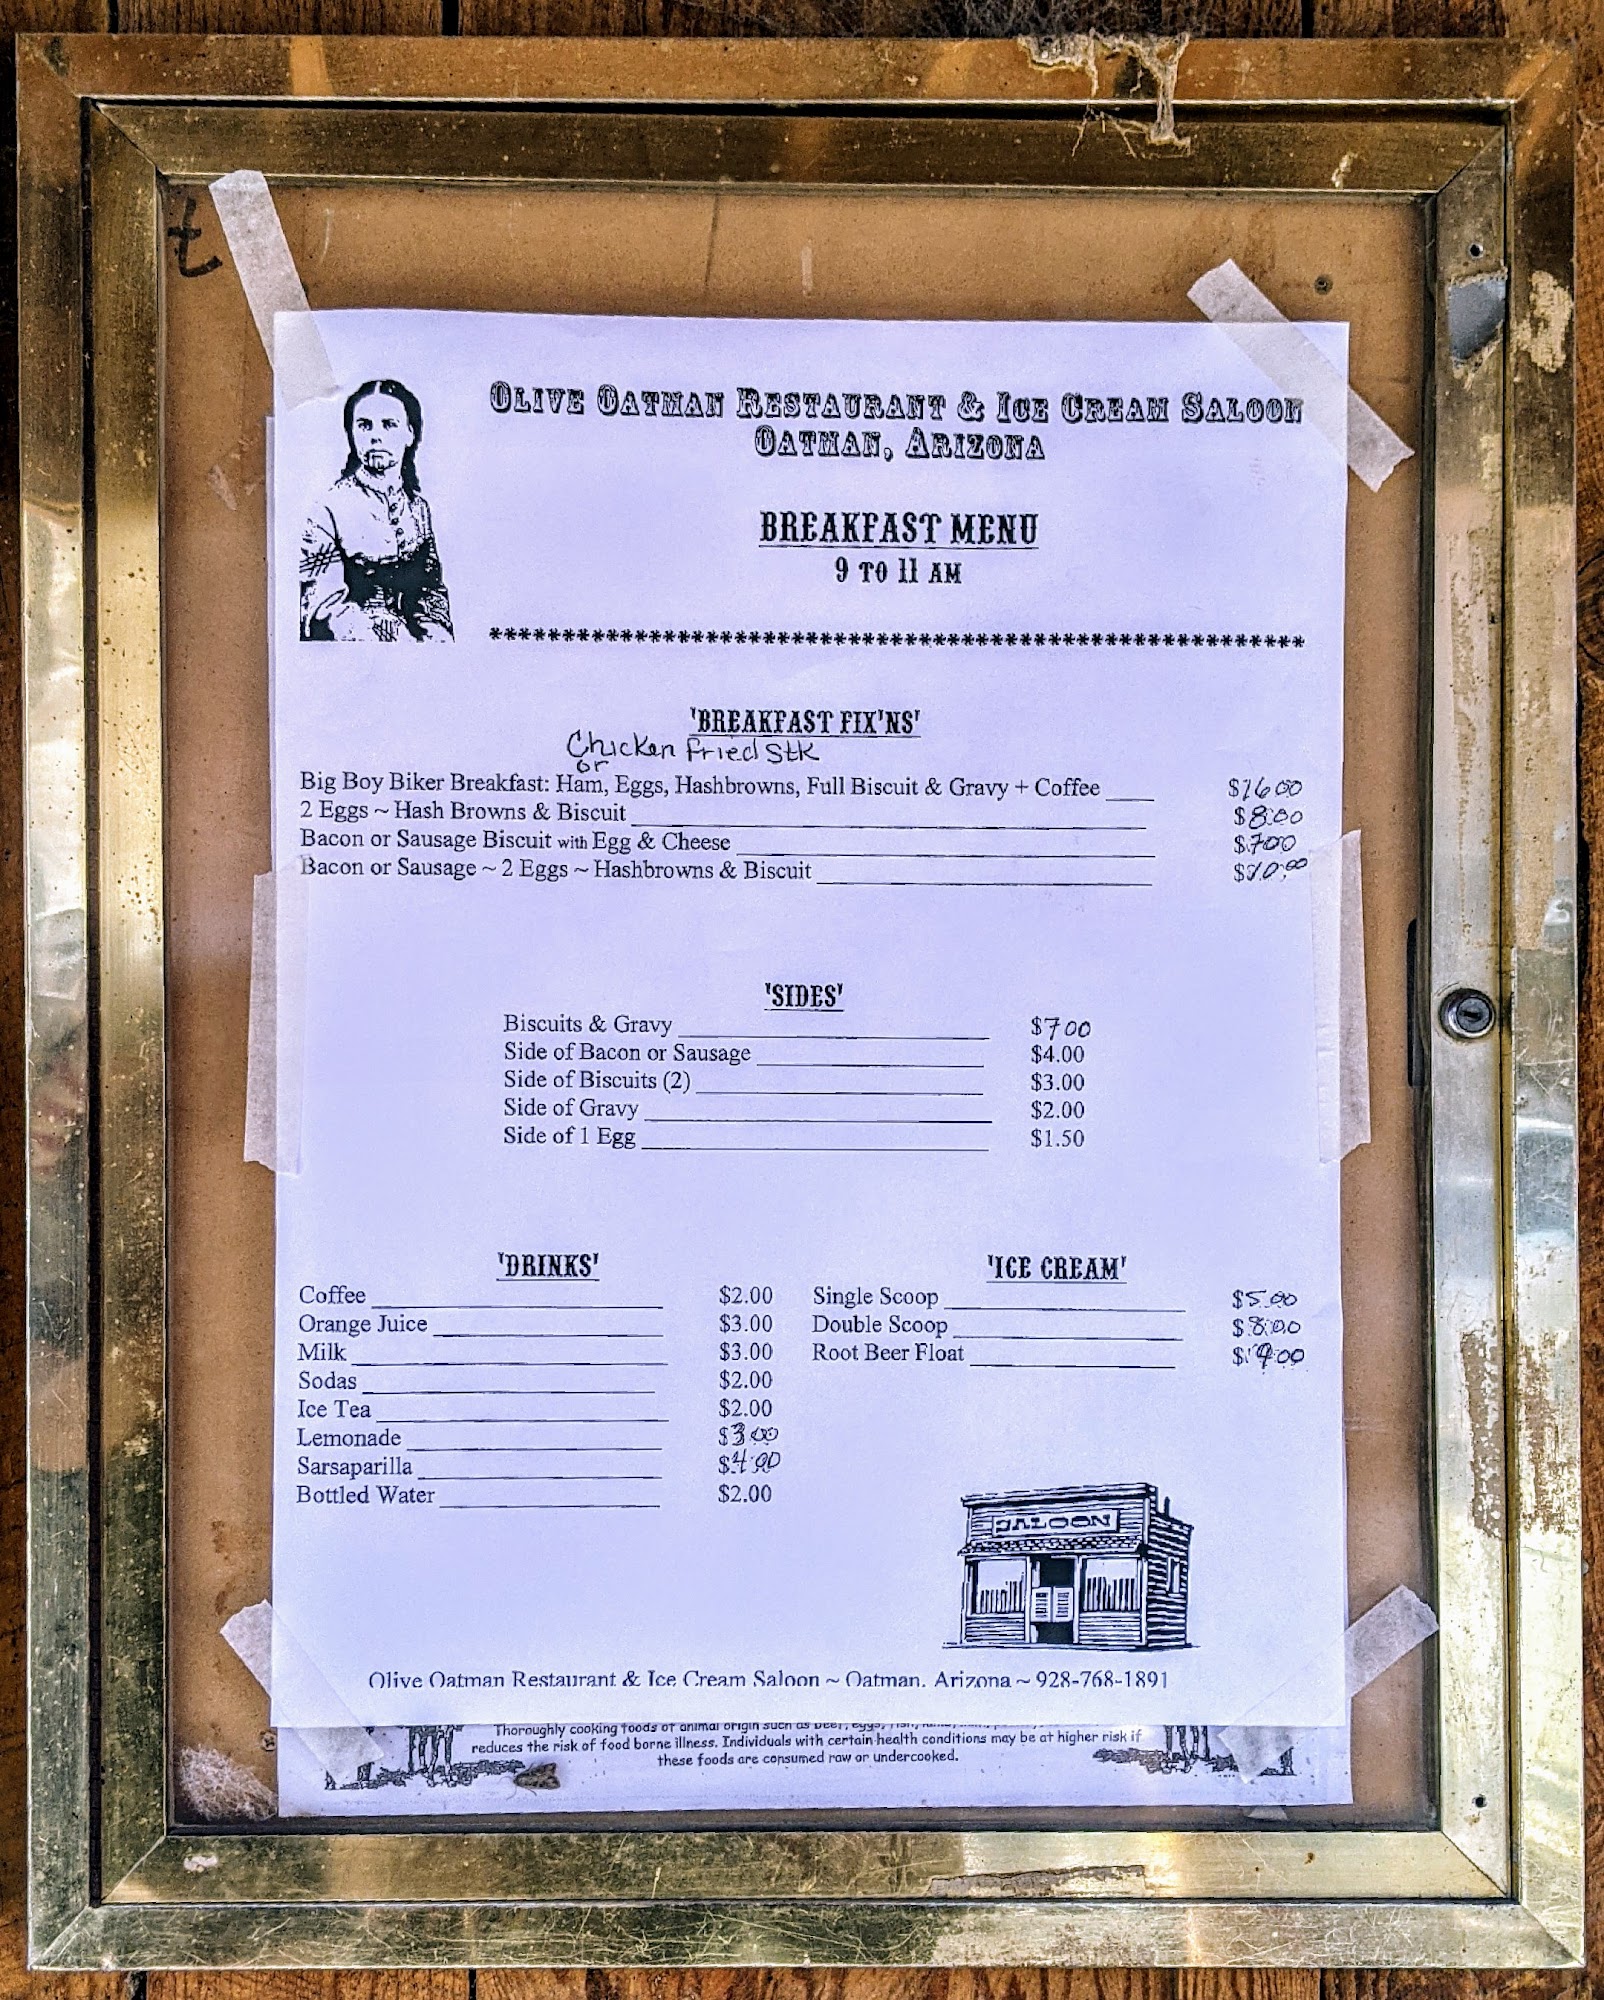 t
OLIVE OATMAN RESTAURANT & ICE CREAM SALOON
OATMAN, ARIZONA
BREAKFAST MENU
9 TO 11 AM
'BREAKFAST FIX'NS'
Chicken Fried Stk
or
Big Boy Biker Breakfast: Ham, Eggs, Hashbrowns, Full Biscuit & Gravy + Coffee $16.00
2 Eggs ~ Hash Browns & Biscuit $8.00
Bacon or Sausage Biscuit with Egg & Cheese $7.00
Bacon or Sausage ~ 2 Eggs ~ Hashbrowns & Biscuit $10.00
'SIDES'
Biscuits & Gravy $7.00
Side of Bacon or Sausage $4.00
Side of Biscuits (2) $3.00
Side of Gravy $2.00
Side of 1 Egg $1.50
'DRINKS'
Coffee $2.00
Orange Juice $3.00
Milk $3.00
Sodas $2.00
Ice Tea $2.00
Lemonade $3.00
Sarsaparilla $4.00
Bottled Water $2.00
'ICE CREAM'
Single Scoop $5.00
Double Scoop $8.00
Root Beer Float $9.00
SALOON
Olive Oatman Restaurant & Ice Cream Saloon ~ Oatman, Arizona ~ 928-768-1891
Thoroughly cooking foods of animal origin such as beef, eggs, fish,
reduces the risk of food borne illness. Individuals with certain health conditions may be at higher risk if
these foods are consumed raw or undercooked.